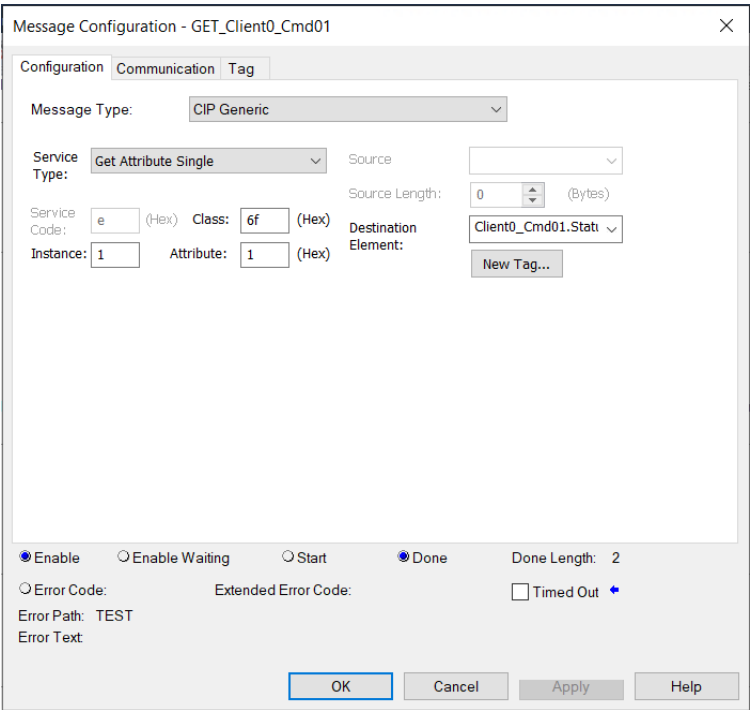 Message Configuration - GET_Client0_Cmd01
Configuration Communication Tag
Message Type: CIP Generic
Service Type: Get Attribute Single
Source
Source Length: 0 (Bytes)
Service Code: e (Hex) Class: 6f (Hex)
Destination Element: Client0_Cmd01.Statu
Instance: 1 Attribute: 1 (Hex)
New Tag...
Enable Enable Waiting Start Done Done Length: 2
Error Code: Extended Error Code: Timed Out
Error Path: TEST
Error Text:
OK Cancel Apply Help